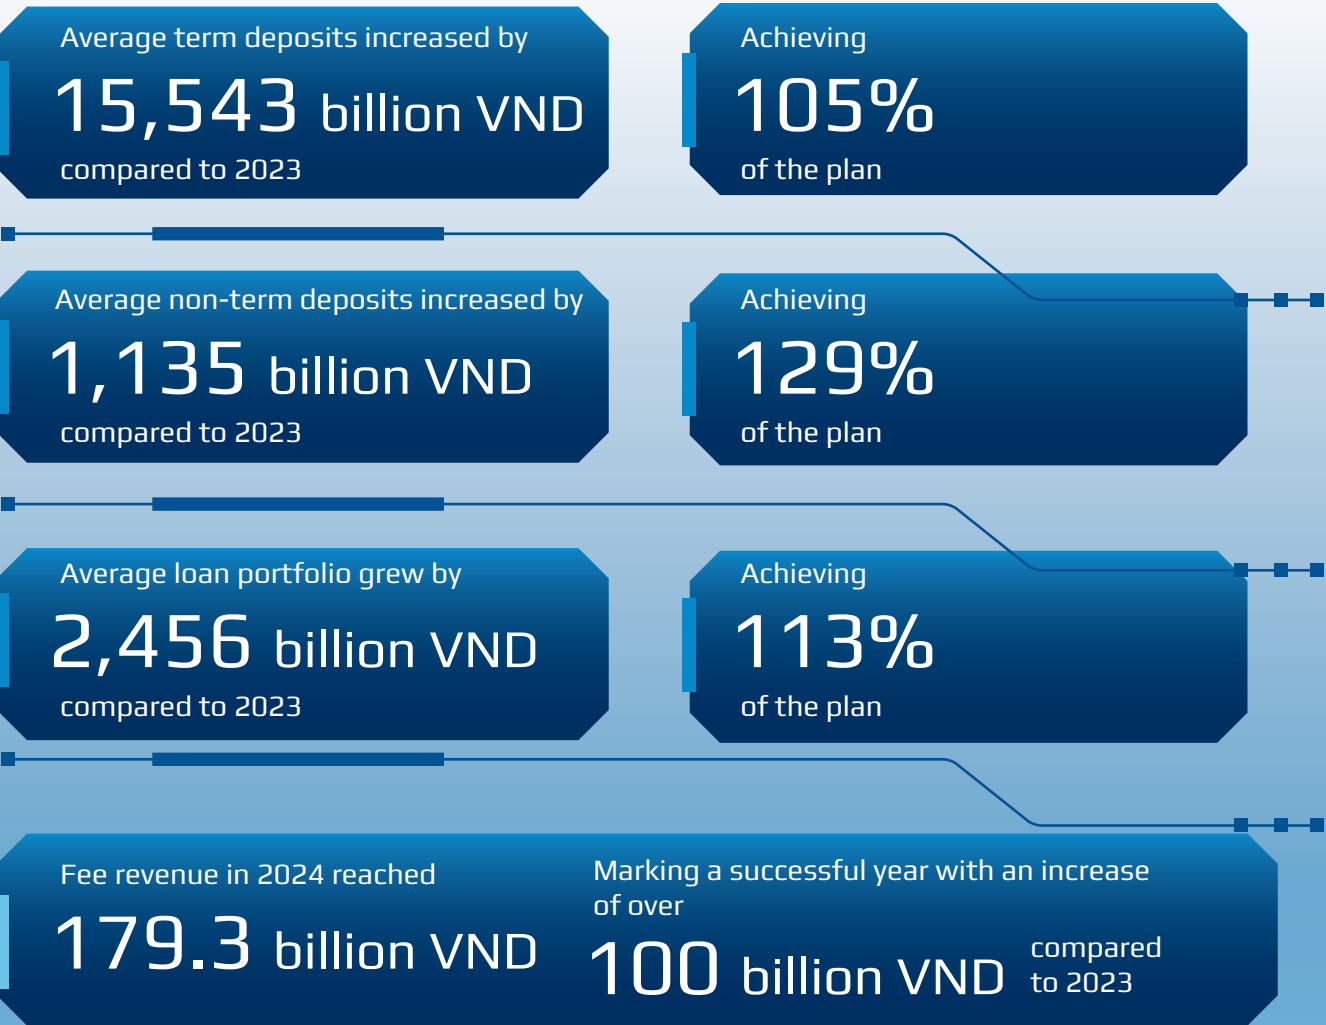 Average term deposits increased by
15,543 billion VND
compared to 2023
Achieving
105%
of the plan
Average non-term deposits increased by
1,135 billion VND
compared to 2023
Achieving
129%
of the plan
Average loan portfolio grew by
2,456 billion VND
compared to 2023
Achieving
113%
of the plan
Fee revenue in 2024 reached
179.3 billion VND
Marking a successful year with an increase
of over
100 billion VND
compared
to 2023